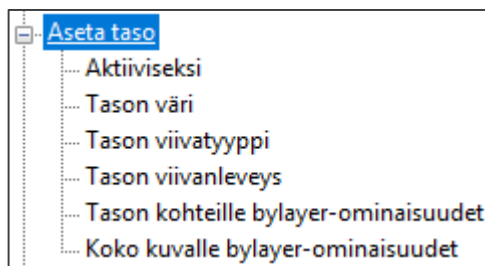 Aseta taso
Aktiiviseksi
Tason väri
Tason viivatyyppi
Tason viivanleveys
Tason kohteille bylayer-ominaisuudet
Koko kuvalle bylayer-ominaisuudet